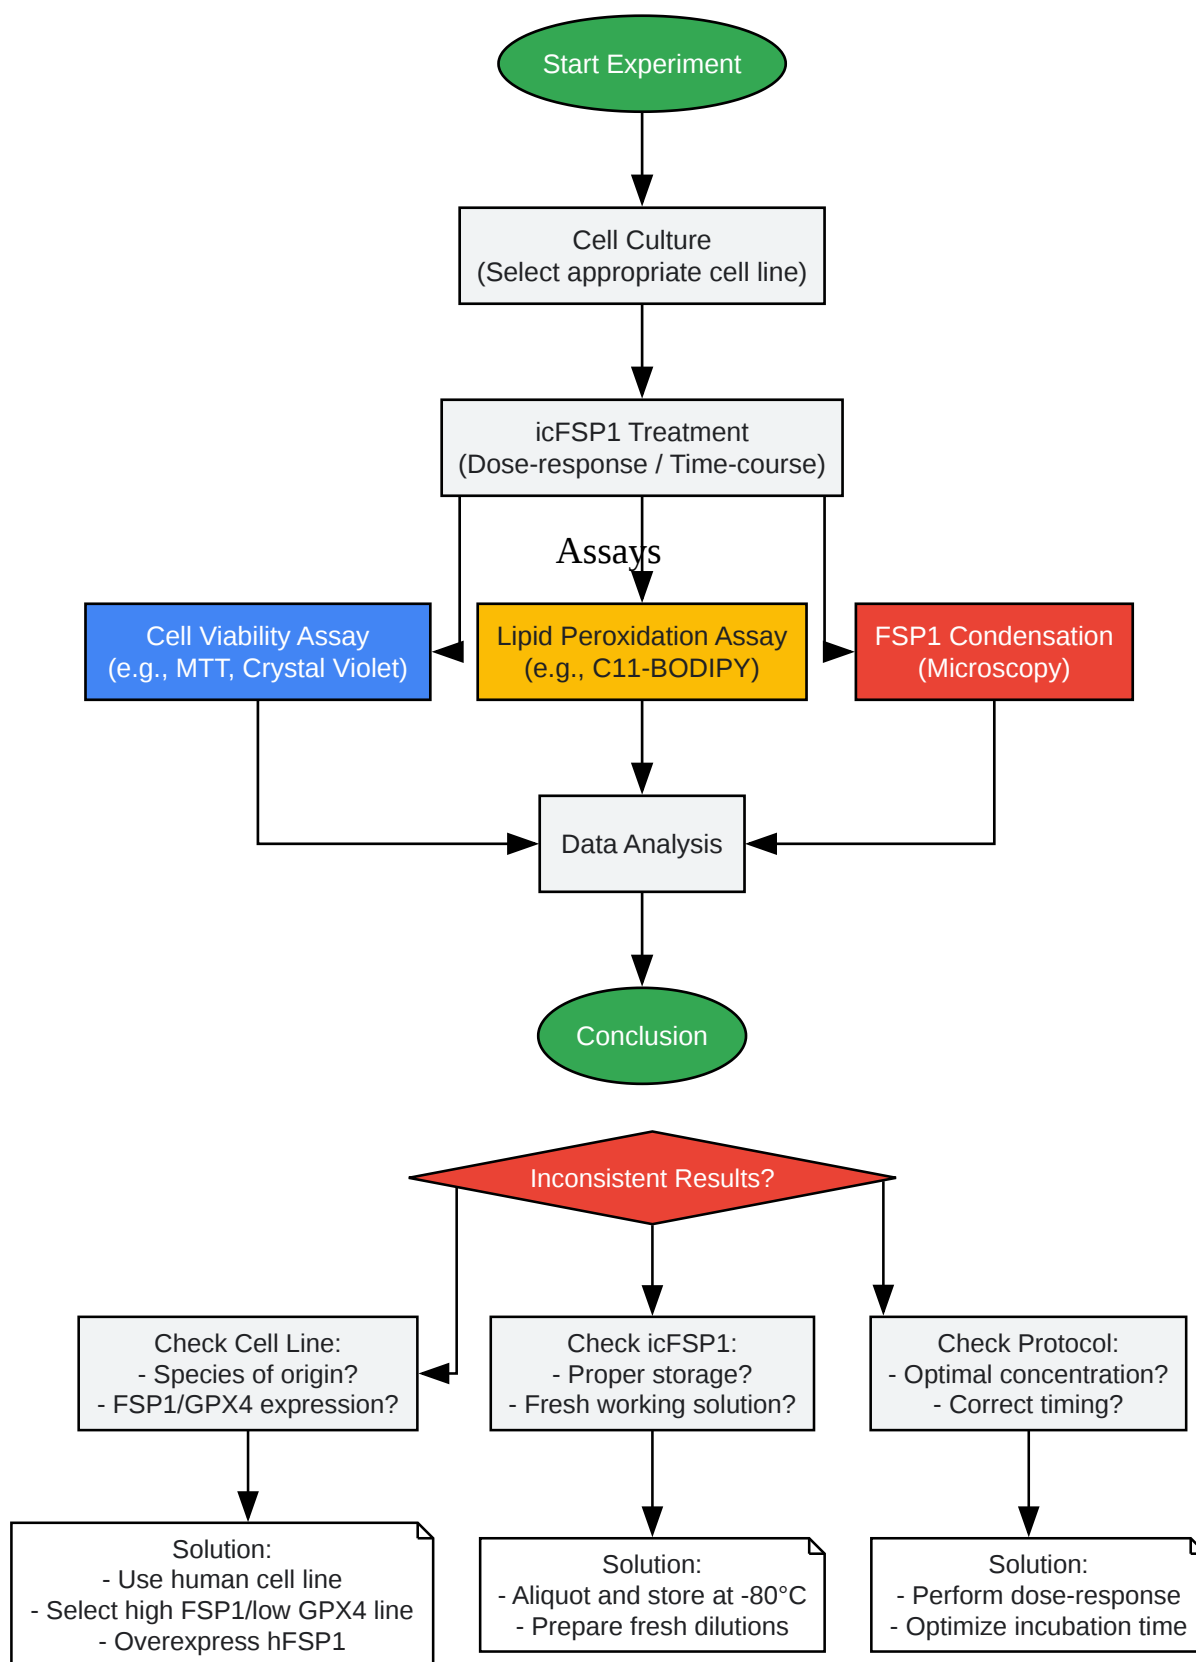 Start Experiment
Cell Culture
(Select appropriate cell line)
icFSP1 Treatment
(Dose-response / Time-course)
Assays
Cell Viability Assay
(e.g., MTT, Crystal Violet)
Lipid Peroxidation Assay
(e.g., C11-BODIPY)
FSP1 Condensation
(Microscopy)
Data Analysis
Conclusion
Inconsistent Results?
Check Cell Line:
- Species of origin?
- FSP1/GPX4 expression?
Check icFSP1:
- Proper storage?
- Fresh working solution?
Check Protocol:
- Optimal concentration?
- Correct timing?
Solution:
- Use human cell line
- Select high FSP1/low GPX4 line
- Overexpress hFSP1
Solution:
- Aliquot and store at -80°C
- Prepare fresh dilutions
Solution:
- Perform dose-response
- Optimize incubation time